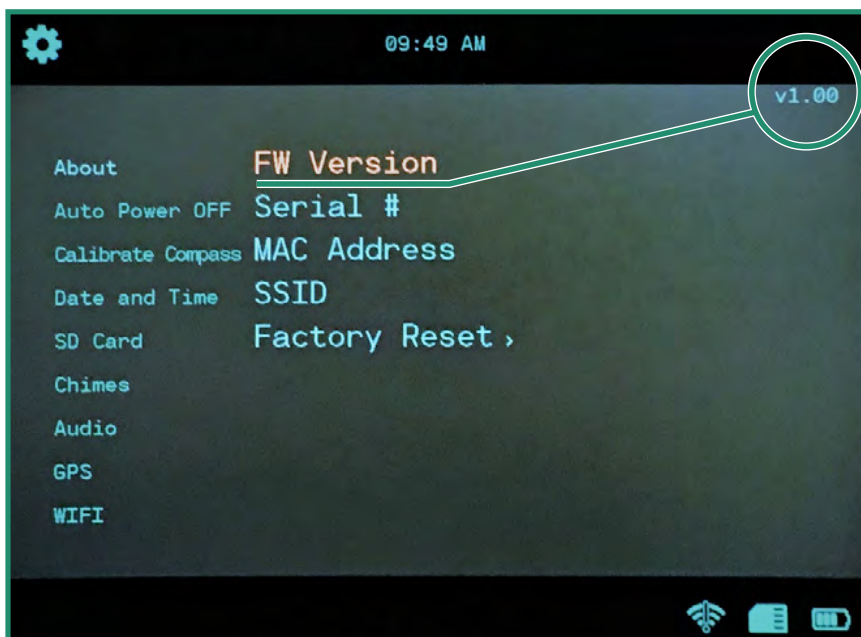 09:49 AM
v1.00
About
FW Version
Auto Power OFF
Serial #
Calibrate Compass
MAC Address
Date and Time
SSID
SD Card
Factory Reset ›
Chimes
Audio
GPS
WIFI